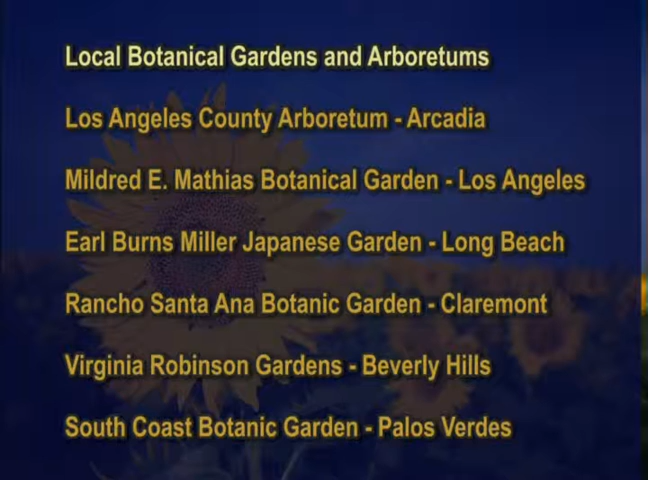 Local Botanical Gardens and Arboretums
Los Angeles County Arboretum - Arcadia
Mildred E. Mathias Botanical Garden - Los Angeles
Earl Burns Miller Japanese Garden - Long Beach
Rancho Santa Ana Botanic Garden - Claremont
Virginia Robinson Gardens - Beverly Hills
South Coast Botanic Garden - Palos Verdes